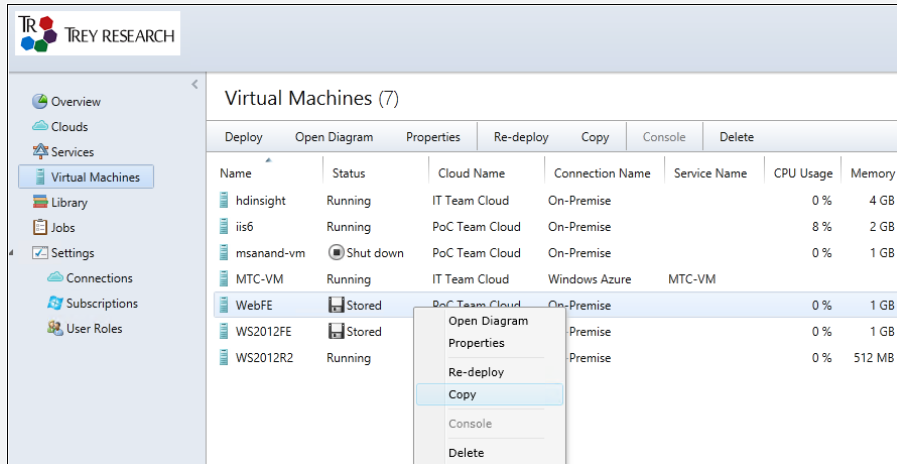 TR TREY RESEARCH
Overview
Clouds
Services
Virtual Machines
Library
Jobs
Settings
Connections
Subscriptions
User Roles
Virtual Machines (7)
Deploy Open Diagram Properties Re-deploy Copy Console Delete
Name Status Cloud Name Connection Name Service Name CPU Usage Memory
hdinsight Running IT Team Cloud On-Premise 0 % 4 GB
iis6 Running PoC Team Cloud On-Premise 8 % 2 GB
msanand-vm Shut down PoC Team Cloud On-Premise 0 % 1 GB
MTC-VM Running IT Team Cloud Windows Azure MTC-VM
WebFE Stored PoC Team Cloud On-Premise 0 % 1 GB
WS2012FE Stored -Premise 0 % 1 GB
WS2012R2 Running -Premise 0 % 512 MB
Open Diagram
Properties
Re-deploy
Copy
Console
Delete